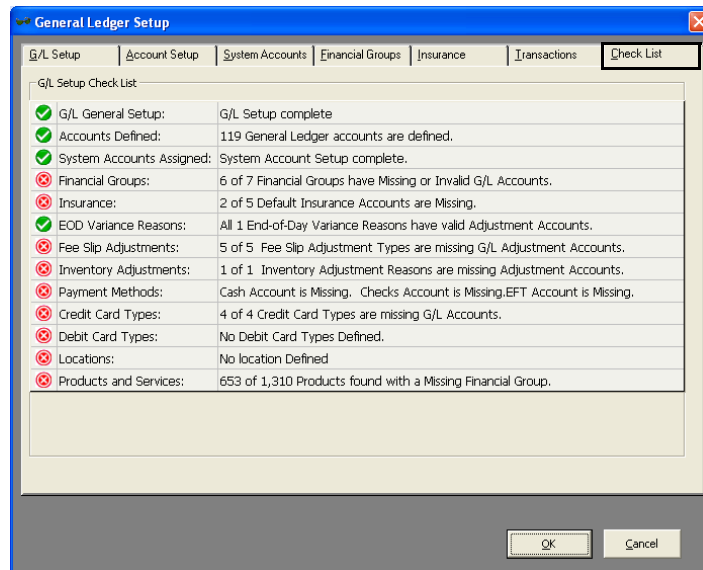 General Ledger Setup
G/L Setup Account Setup System Accounts Financial Groups Insurance Transactions Check List
G/L Setup Check List
G/L General Setup: G/L Setup complete
Accounts Defined: 119 General Ledger accounts are defined.
System Accounts Assigned: System Account Setup complete.
Financial Groups: 6 of 7 Financial Groups have Missing or Invalid G/L Accounts.
Insurance: 2 of 5 Default Insurance Accounts are Missing.
EOD Variance Reasons: All 1 End-of-Day Variance Reasons have valid Adjustment Accounts.
Fee Slip Adjustments: 5 of 5 Fee Slip Adjustment Types are missing G/L Adjustment Accounts.
Inventory Adjustments: 1 of 1 Inventory Adjustment Reasons are missing Adjustment Accounts.
Payment Methods: Cash Account is Missing. Checks Account is Missing.EFT Account is Missing.
Credit Card Types: 4 of 4 Credit Card Types are missing G/L Accounts.
Debit Card Types: No Debit Card Types Defined.
Locations: No location Defined
Products and Services: 653 of 1,310 Products found with a Missing Financial Group.
OK Cancel